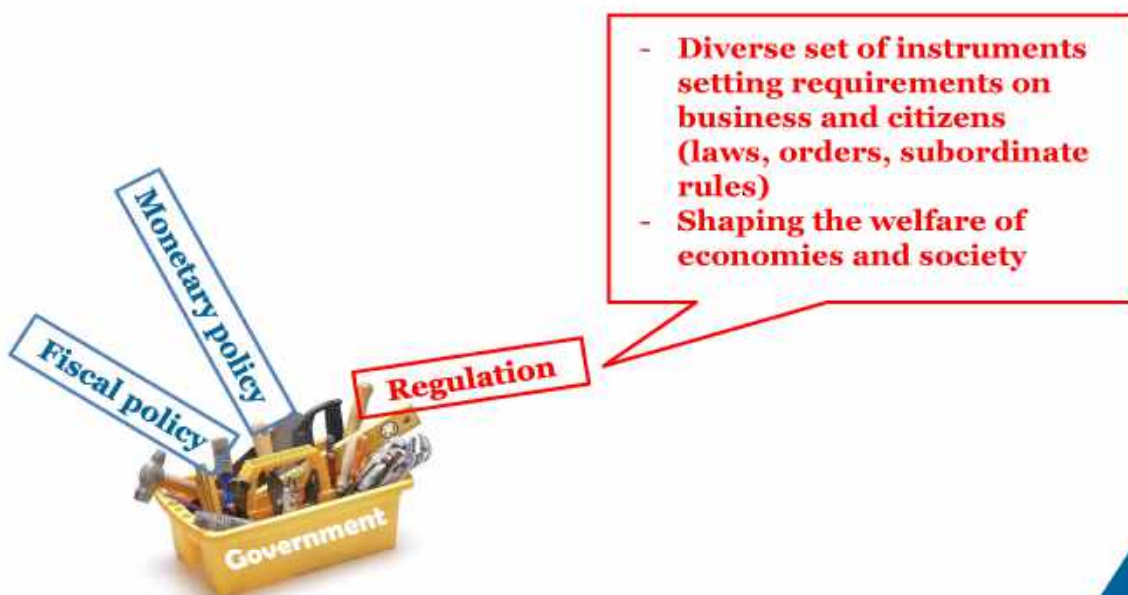 - Diverse set of instruments
setting requirements on
business and citizens
(laws, orders, subordinate
rules)
- Shaping the welfare of
economies and society
Monetary policy
Fiscal policy
Regulation
Government